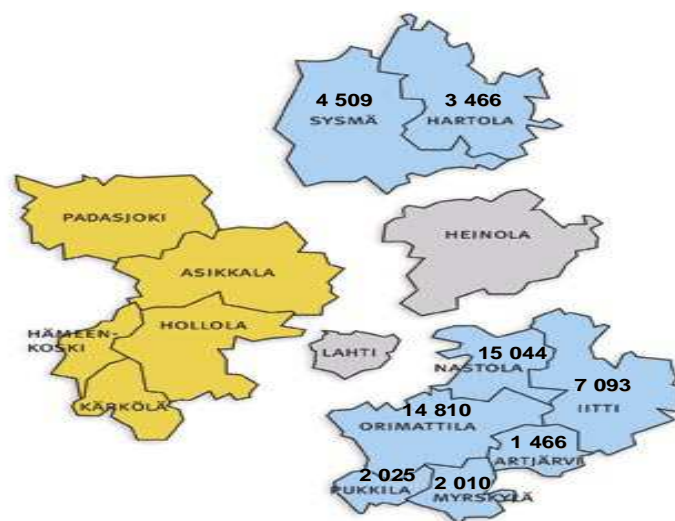 4 509
SYSMÄ
3 466
HARTOLA
PADASJOKI
HEINOLA
ASIKKALA
HÄMEEN-
KOSKI
HOLLOLA
LAHTI
15 044
NASTOLA
7 093
IITTI
KÄRKÖLÄ
14 810
ORIMATTILA
1 466
ARTJÄRVI
2 025
PUKKILA
2 010
MYRSKYLÄ